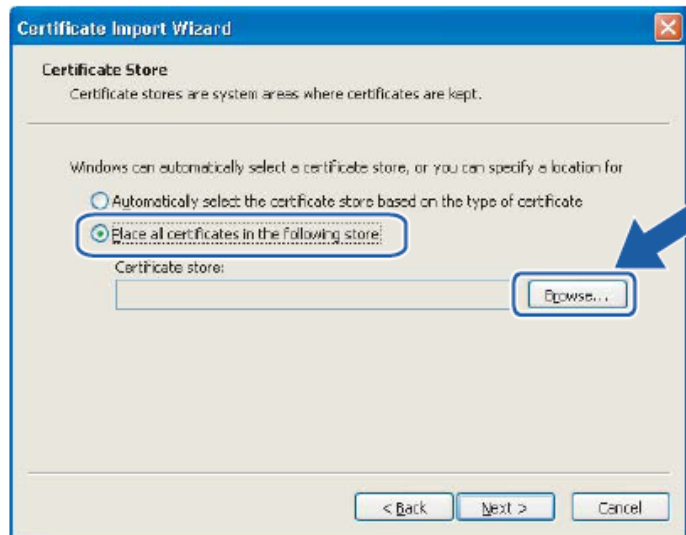 Certificate Import Wizard
Certificate Store
Certificate stores are system areas where certificates are kept.
Windows can automatically select a certificate store, or you can specify a location for
Automatically select the certificate store based on the type of certificate
Place all certificates in the following store
Certificate store:
Browse...
< Back Next > Cancel